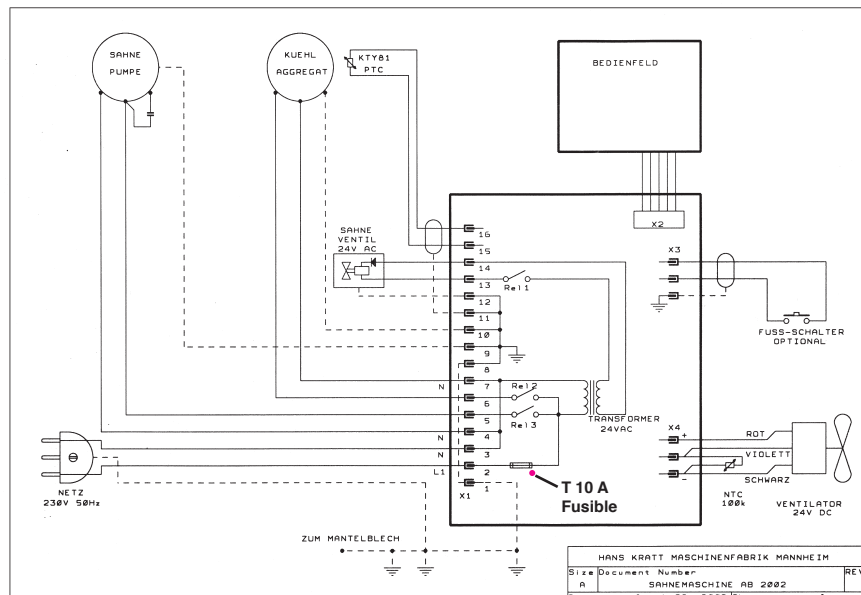 SAHNE
PUMPE
KUEHL
AGGREGAT
KTY81
PTC
BEDIENFELD
X2
SAHNE
VENTIL
24V AC
16
15
14
13
12
11
10
9
8
7
6
5
4
3
2
1
X1
Rel1
Rel2
Rel3
N
N
N
L1
TRANSFORMER
24VAC
X3
FUSS-SCHALTER
OPTIONAL
X4
+
-
ROT
VIOLETT
SCHWARZ
NTC
100k
VENTILATOR
24V DC
NETZ
230V 50Hz
T 10 A
Fusible
ZUM MANTELBLECH
HANS KRATT MASCHINENFABRIK MANNHEIM
Size Document Number REV
A SAHNEMASCHINE AB 2002